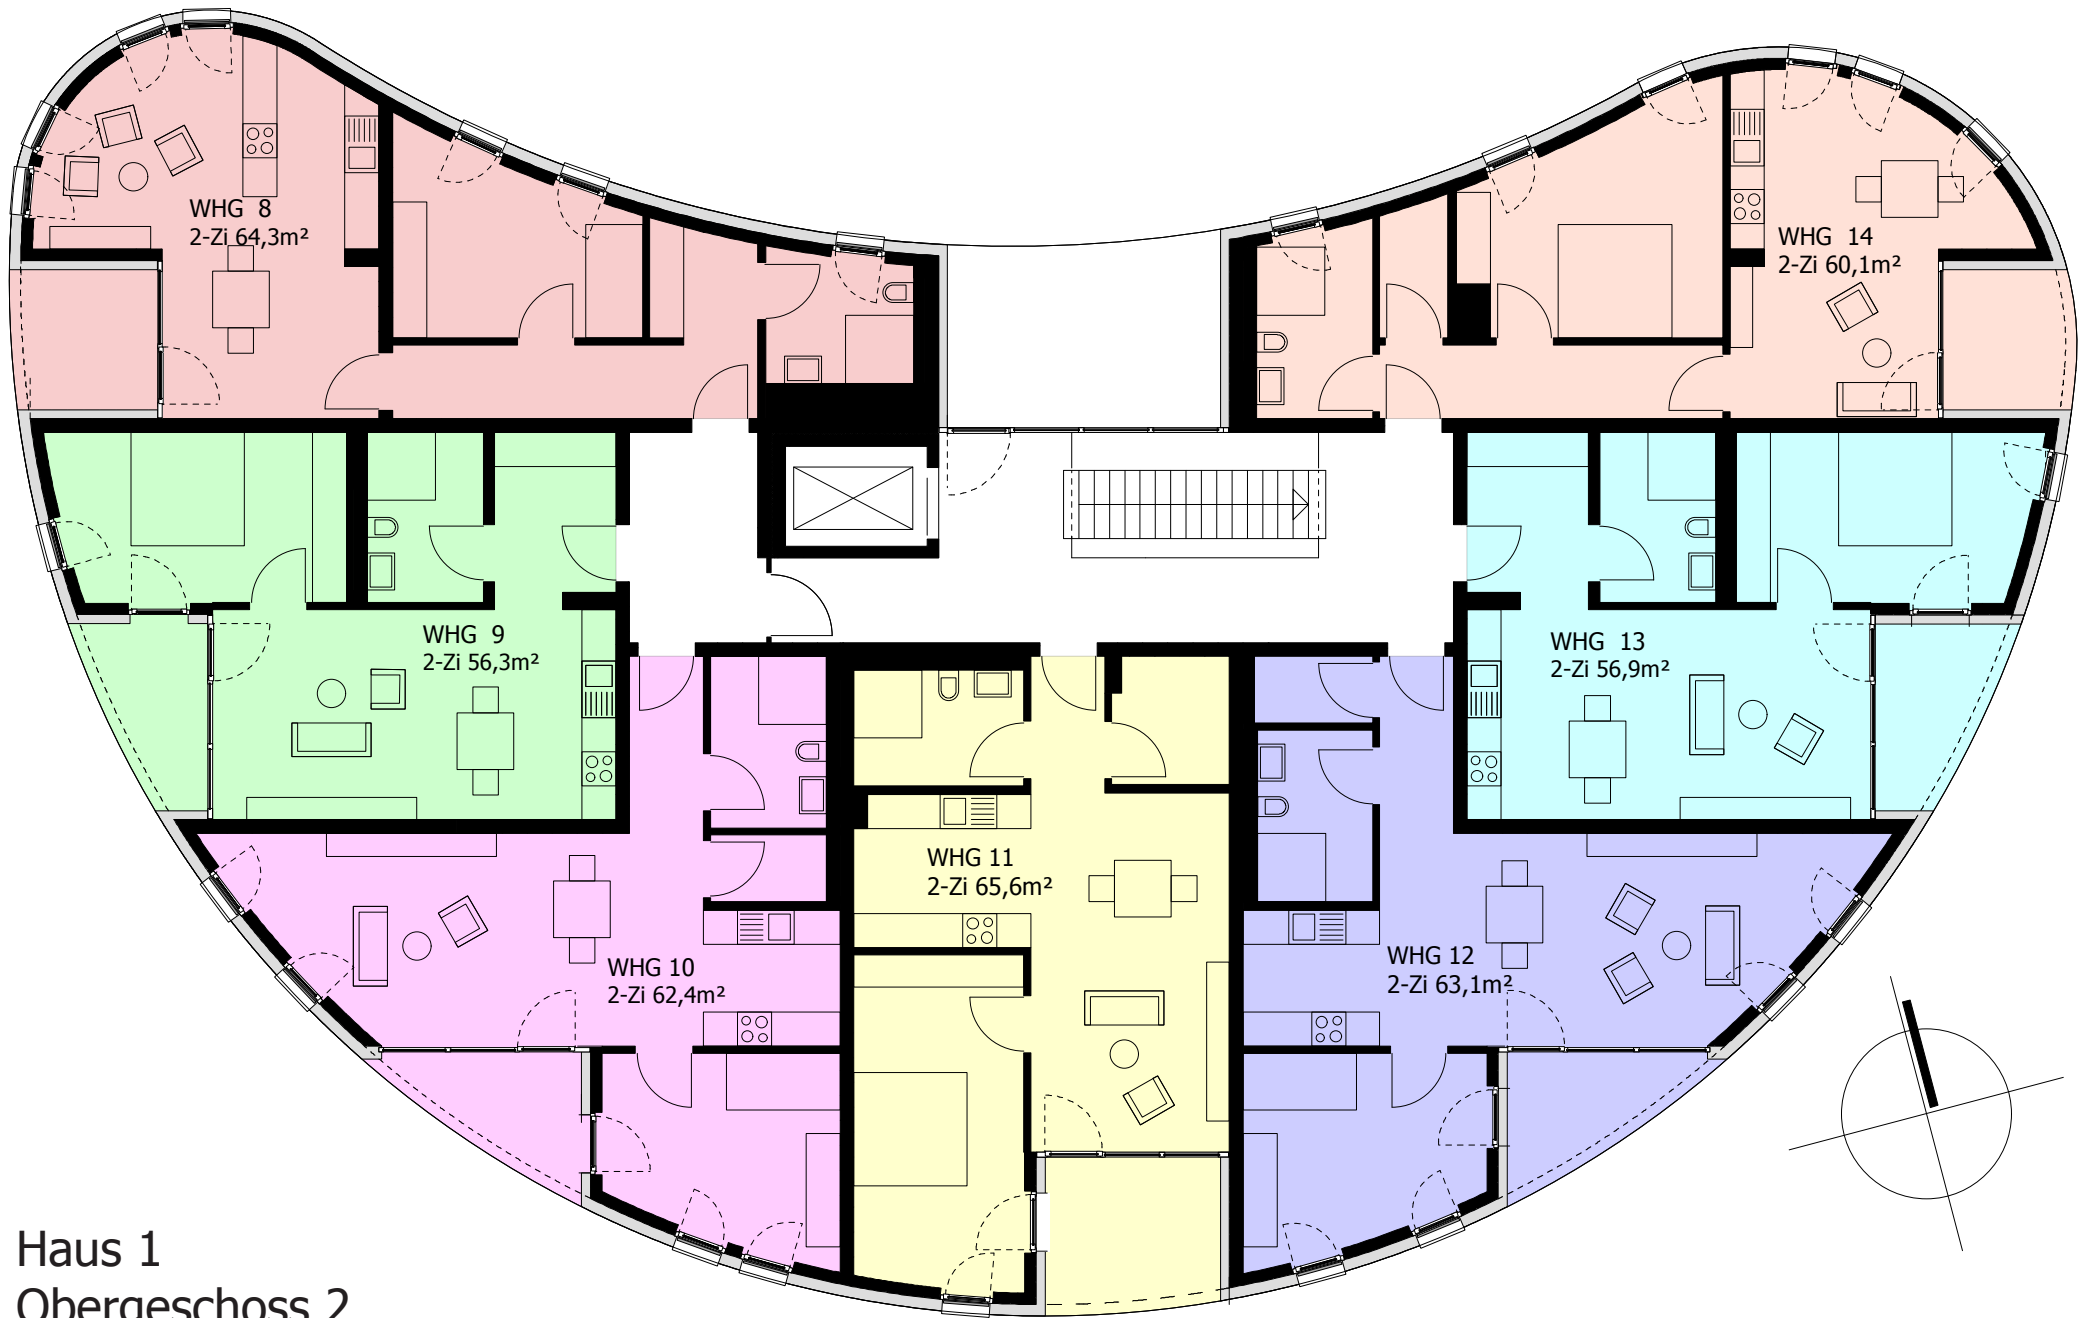 WHG 8
2-Zi 64,3m²
WHG 14
2-Zi 60,1m²
WHG 9
2-Zi 56,3m²
WHG 13
2-Zi 56,9m²
WHG 11
2-Zi 65,6m²
WHG 10
2-Zi 62,4m²
WHG 12
2-Zi 63,1m²
Haus 1
Obergeschoss 2